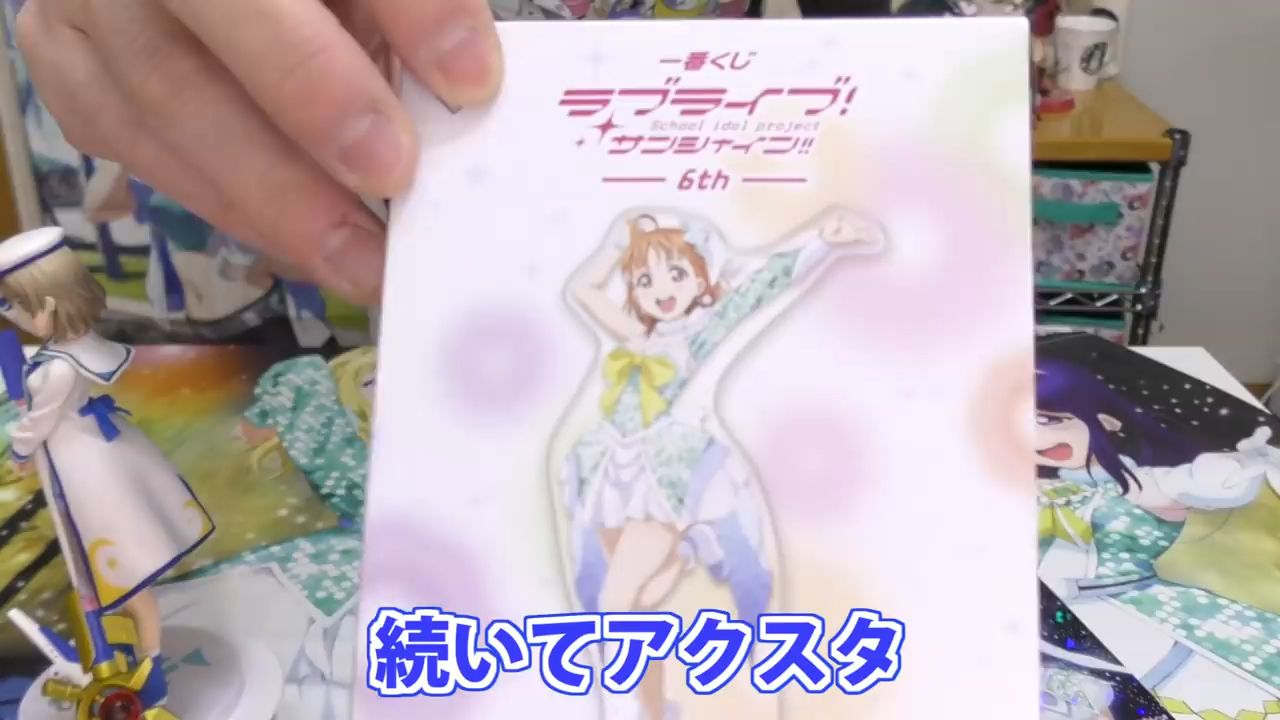 一番くじ
ラブライブ!
School idol project
サンシャイン!!
6th
続いてアクスタ